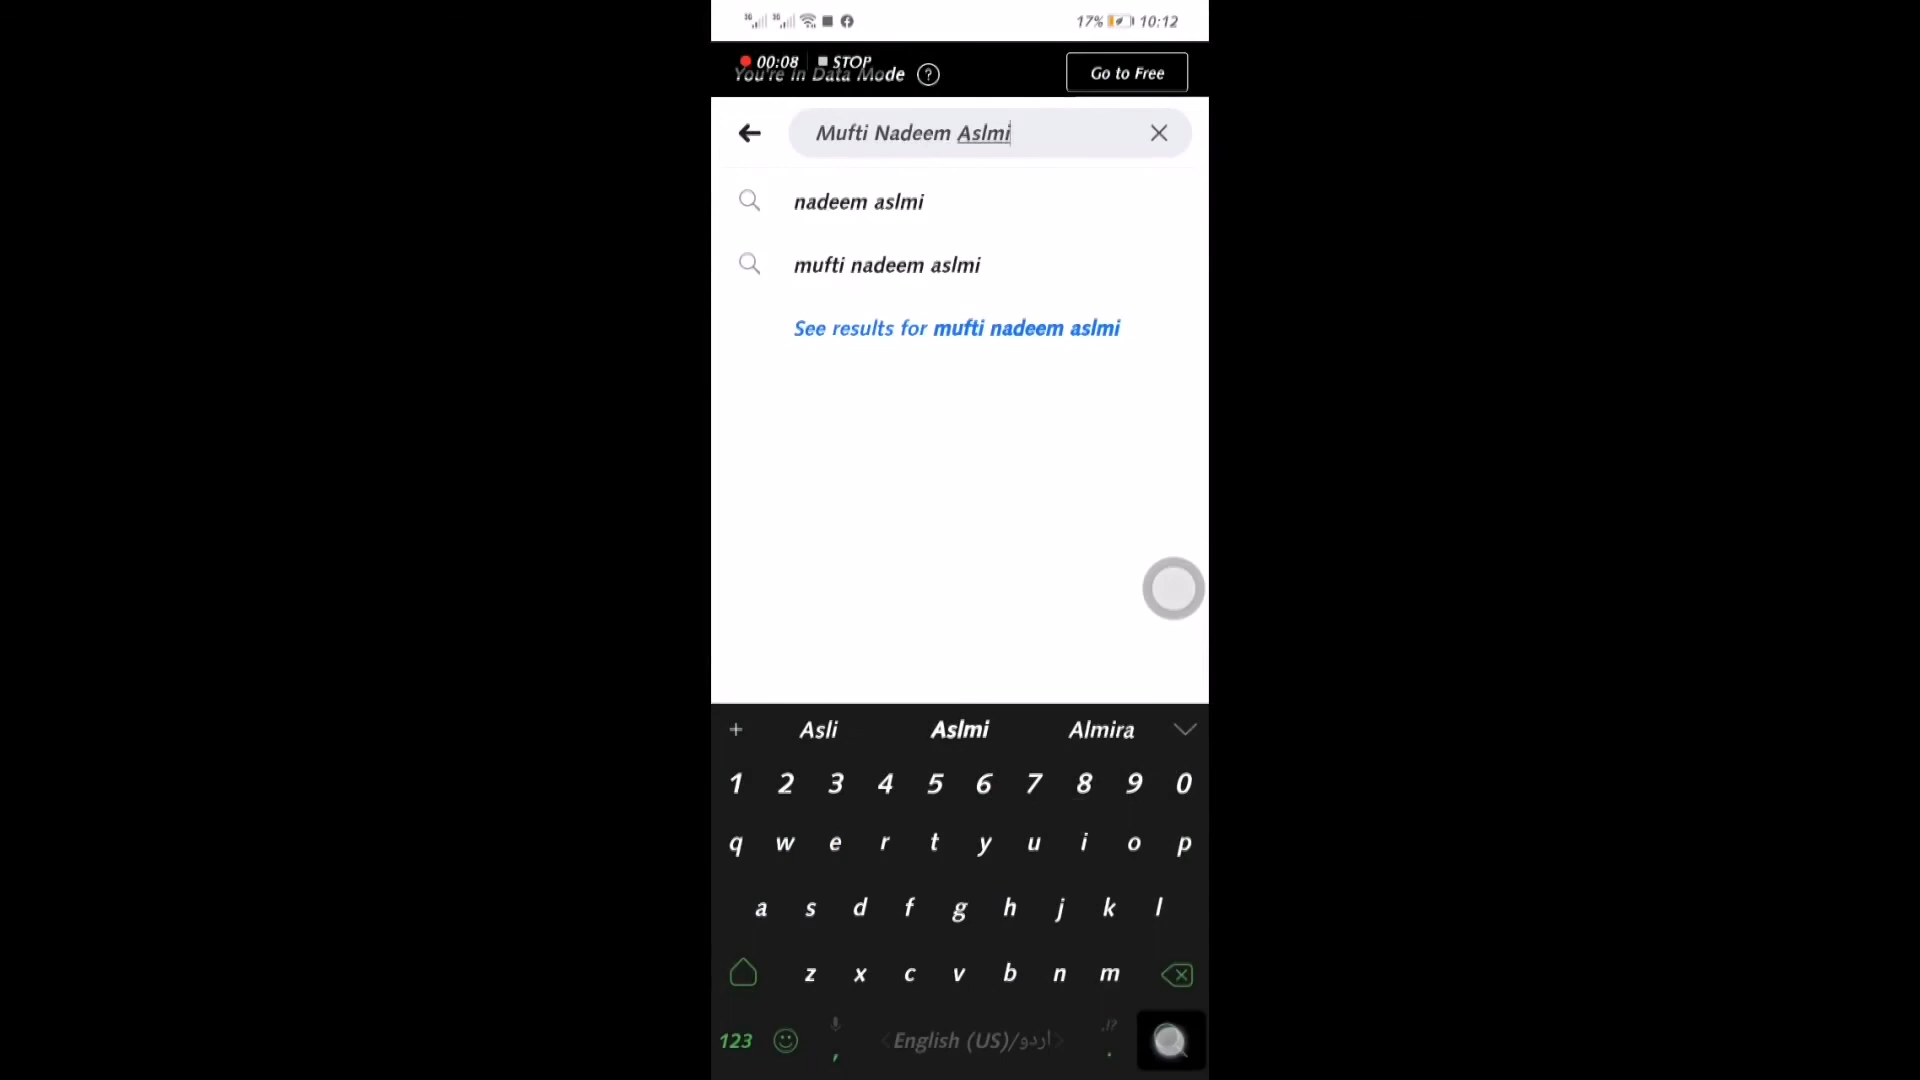 3G 3G 17% 10:12
00:08 STOP
You're in Data Mode ? Go to Free
Mufti Nadeem Aslmi
nadeem aslmi
mufti nadeem aslmi
See results for mufti nadeem aslmi
+ Asli Aslmi Almira
1 2 3 4 5 6 7 8 9 0
q w e r t y u i o p
a s d f g h j k l
z x c v b n m
123 , English (US)/اردو ,!? .